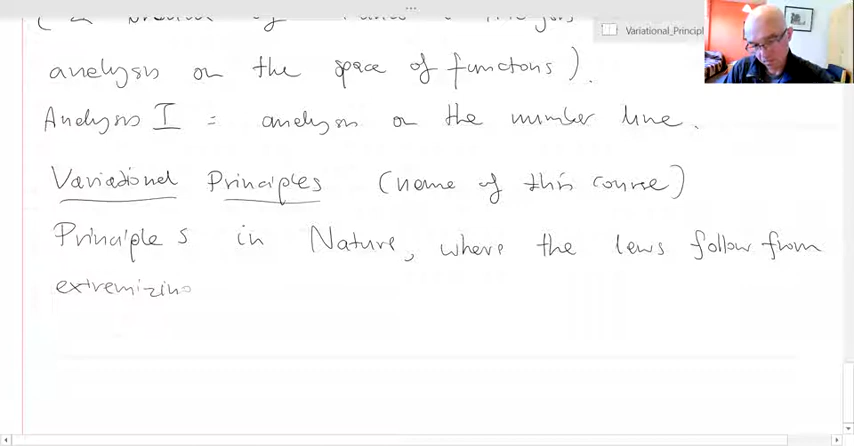 Variational_Principl
analysis on the space of functions).
Analysis I = analysis on the number line.
Variational Principles (name of this course)
Principles in Nature, where the laws follow from
extremizing